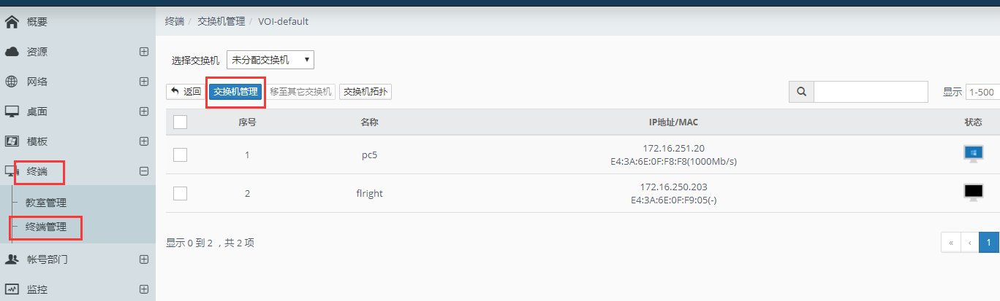 概要
资源
网络
桌面
模板
终端
教室管理
终端管理
帐号部门
监控
终端 / 交换机管理 / VOI-default
选择交换机 未分配交换机
返回 交换机管理 移至其它交换机 交换机拓扑 显示 1-500
序号 名称 IP地址/MAC 状态
1 pc5 172.16.251.20
E4:3A:6E:0F:F8:F8(1000Mb/s)
2 flright 172.16.250.203
E4:3A:6E:0F:F9:05(-)
显示 0 到 2 ，共 2 项 « ‹ 1